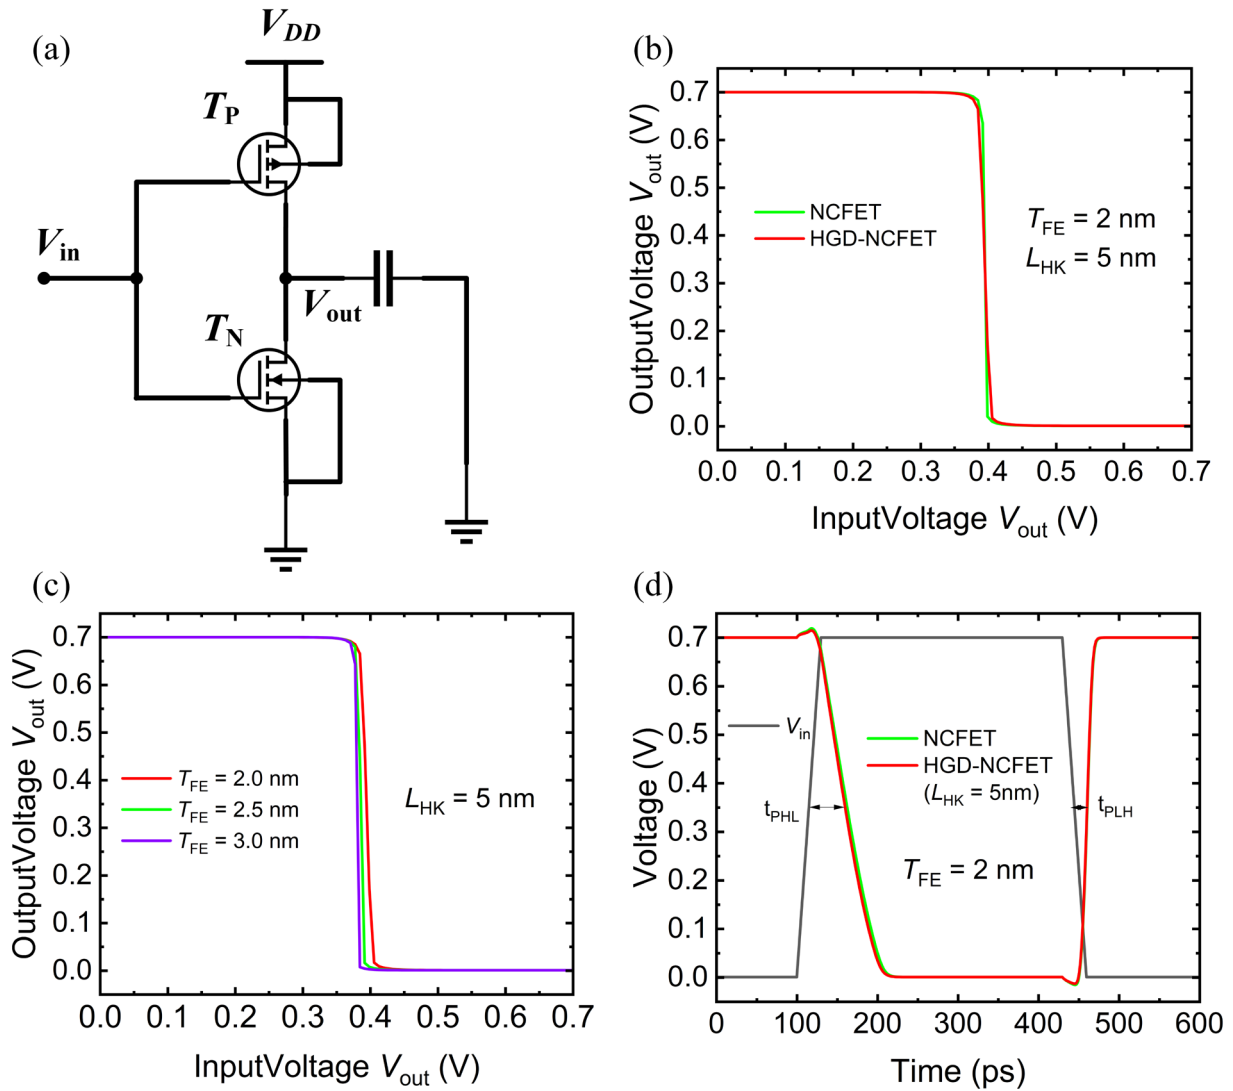 (a)
V_DD
T_P
V_in
V_out
T_N
(b)
OutputVoltage V_out (V)
0.7
0.6
0.5
0.4
0.3
0.2
0.1
0.0
NCFET
HGD-NCFET
T_FE = 2 nm
L_HK = 5 nm
0.0 0.1 0.2 0.3 0.4 0.5 0.6 0.7
InputVoltage V_out (V)
(c)
OutputVoltage V_out (V)
0.7
0.6
0.5
0.4
0.3
0.2
0.1
0.0
T_FE = 2.0 nm
T_FE = 2.5 nm
T_FE = 3.0 nm
L_HK = 5 nm
0.0 0.1 0.2 0.3 0.4 0.5 0.6 0.7
InputVoltage V_out (V)
(d)
Voltage (V)
0.7
0.6
0.5
0.4
0.3
0.2
0.1
0.0
V_in
NCFET
HGD-NCFET
(L_HK = 5nm)
t_PHL
t_PLH
T_FE = 2 nm
0 100 200 300 400 500 600
Time (ps)